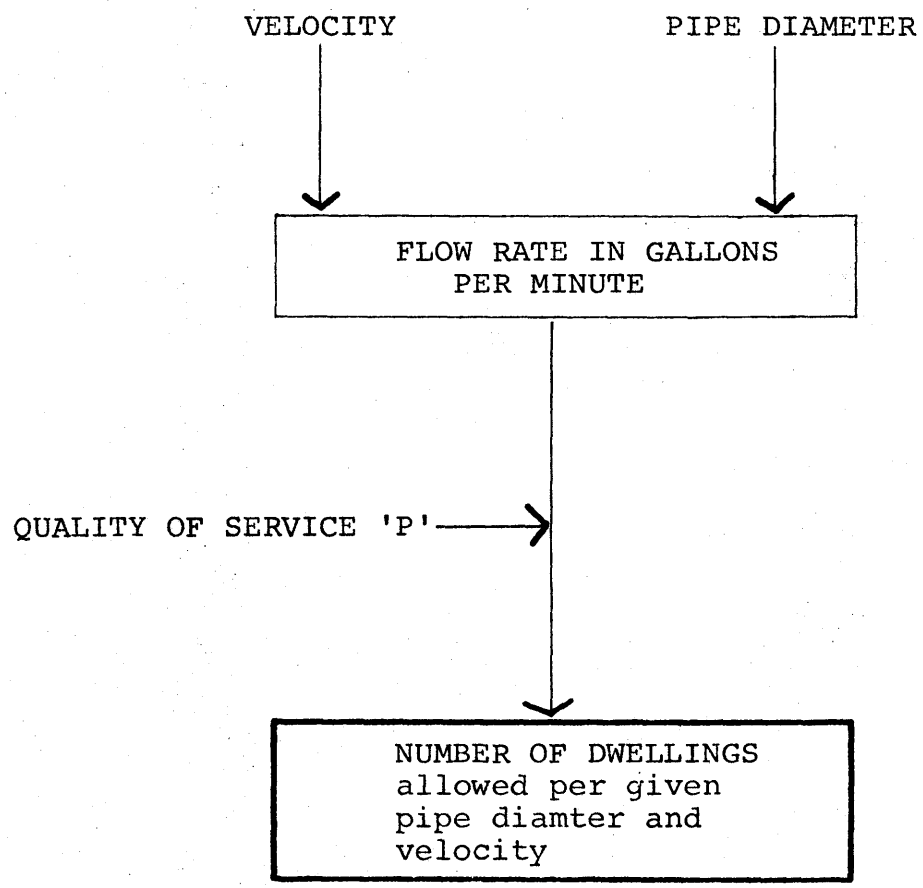 VELOCITY
PIPE DIAMETER
FLOW RATE IN GALLONS
PER MINUTE
QUALITY OF SERVICE 'P'
NUMBER OF DWELLINGS
allowed per given
pipe diamter and
velocity